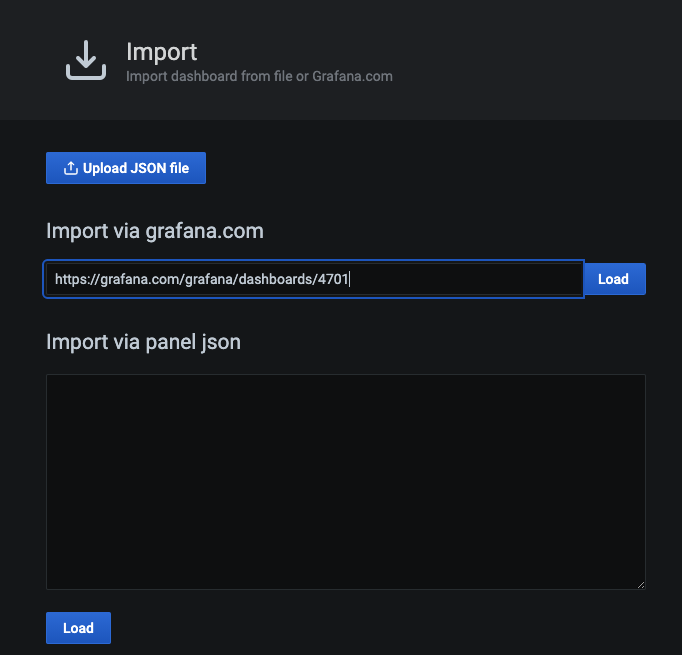 Import
Import dashboard from file or Grafana.com
Upload JSON file
Import via grafana.com
https://grafana.com/grafana/dashboards/4701
Load
Import via panel json
Load